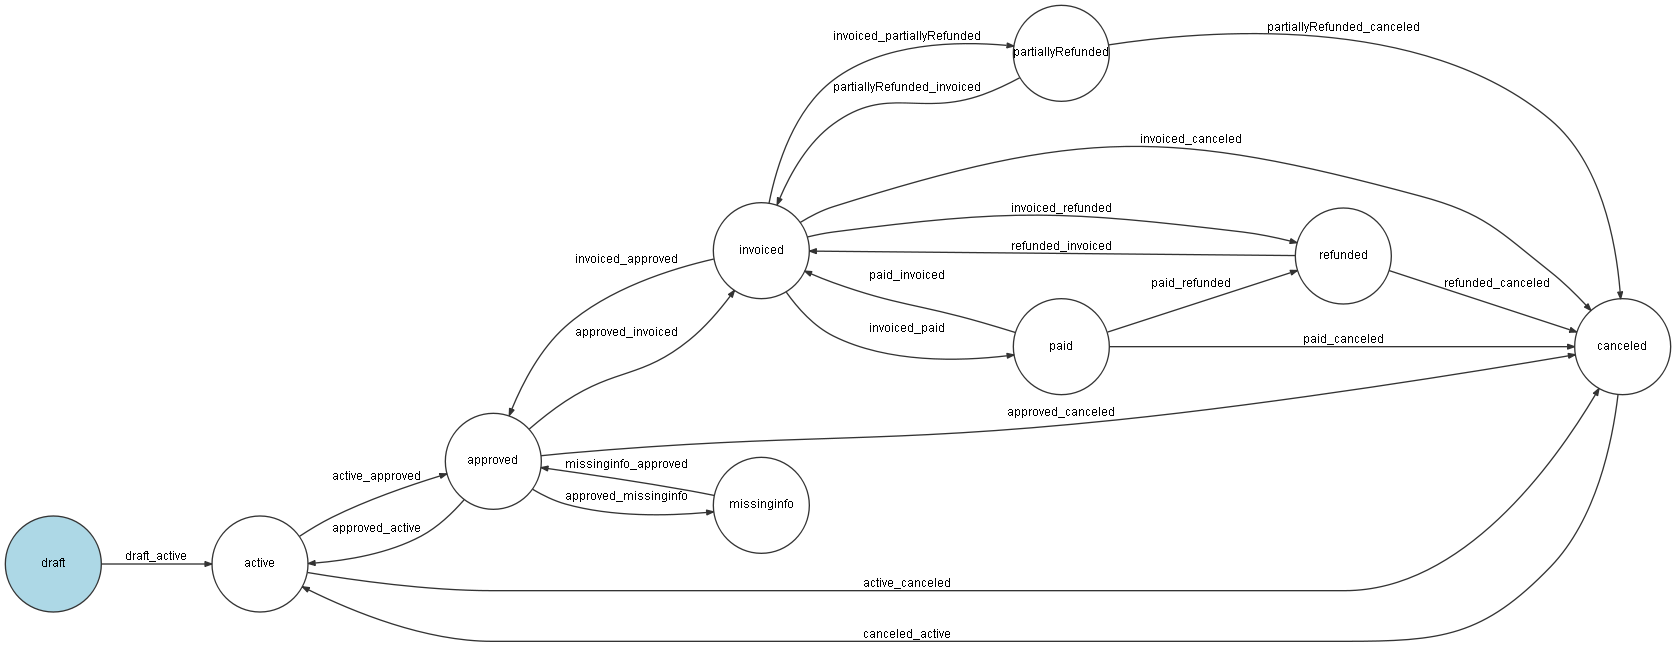 partiallyRefunded_canceled
invoiced_partiallyRefunded
partiallyRefunded
partiallyRefunded_invoiced
invoiced_canceled
invoiced_refunded
refunded_invoiced
invoiced
refunded
invoiced_approved
paid_invoiced
paid_refunded
refunded_canceled
approved_invoiced
invoiced_paid
paid
paid_canceled
canceled
approved_canceled
approved
missinginfo_approved
active_approved
approved_missinginfo
missinginfo
approved_active
draft
draft_active
active
active_canceled
canceled_active